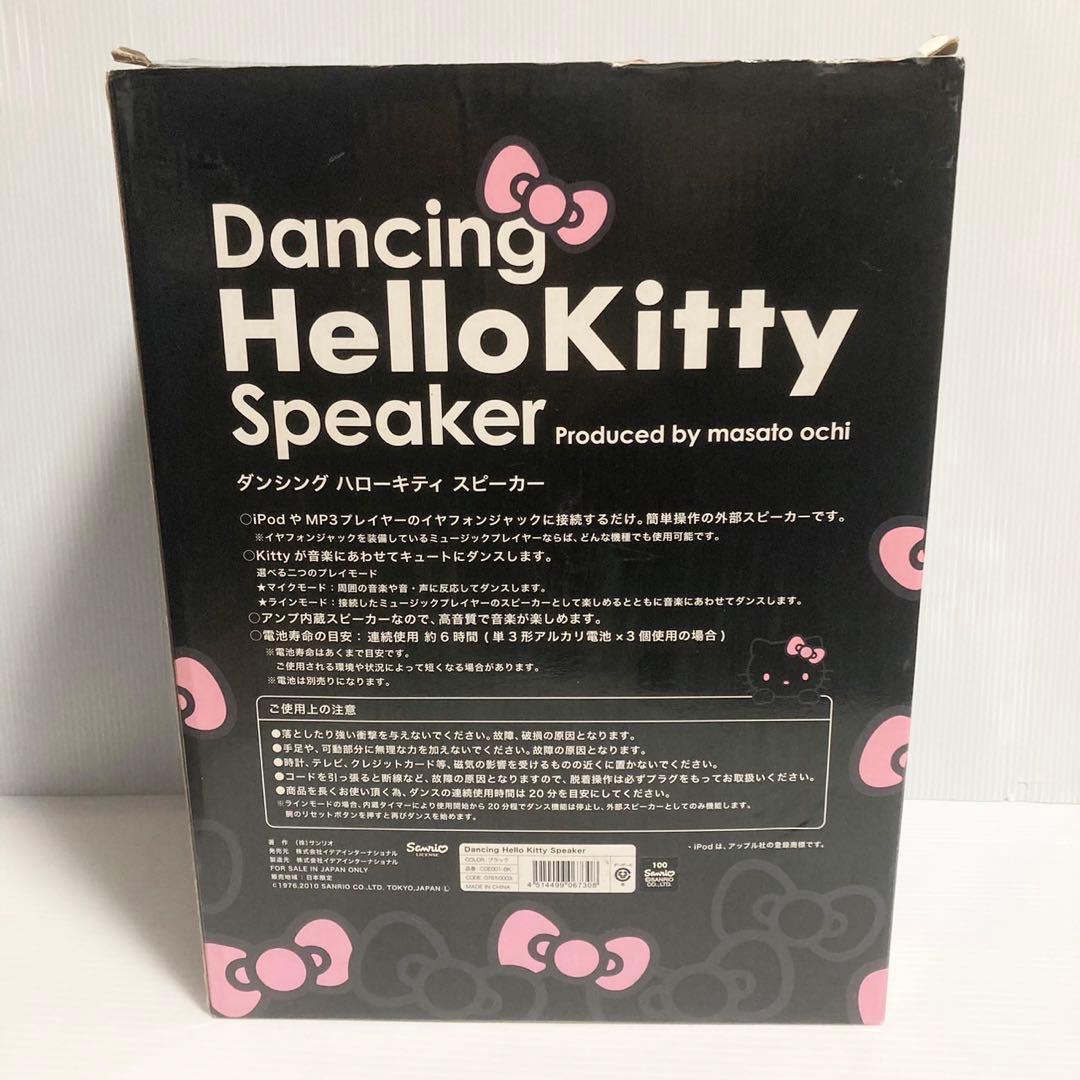 Dancing
HelloKitty
Speaker Produced by masato ochi
ダンシング ハローキティ スピーカー
○iPodやMP3プレイヤーのイヤフォンジャックに接続するだけ。簡単操作の外部スピーカーです。
※イヤフォンジャックを装備しているミュージックプレイヤーならば、どんな機種でも使用可能です。
○Kittyが音楽にあわせてキュートにダンスします。
選べる二つのプレイモード
★マイクモード：周囲の音楽や音・声に反応してダンスします。
★ラインモード：接続したミュージックプレイヤーのスピーカーとして楽しめるとともに音楽にあわせてダンスします。
○アンプ内蔵スピーカーなので、高音質で音楽が楽しめます。
○電池寿命の目安：連続使用 約6時間（単3形アルカリ電池×3個使用の場合）
※電池寿命はあくまで目安です。
ご使用される環境や状況によって短くなる場合があります。
※電池は別売りになります。
ご使用上の注意
●落としたり強い衝撃を与えないでください。故障、破損の原因となります。
●手足や、可動部分に無理な力を加えないでください。故障の原因となります。
●時計、テレビ、クレジットカード等、磁気の影響を受けるものの近くに置かないでください。
●コードを引っ張ると断線など、故障の原因となりますので、脱着操作は必ずプラグをもってお取扱いください。
●商品を長くお使い頂く為、ダンスの連続使用時間は20分を目安にしてください。
※ラインモードの場合、内蔵タイマーにより使用開始から20分程でダンス機能は停止し、外部スピーカーとしてのみ機能します。
腕のリセットボタンを押すと再びダンスを始めます。
・iPodは、アップル社の登録商標です。
著 作 （株）サンリオ
発売元 株式会社イデアインターナショナル
製造元 株式会社イデアインターナショナル
FOR SALE IN JAPAN ONLY
販売地域：日本限定
©1976,2010 SANRIO CO.,LTD. TOKYO,JAPAN Ⓛ
Sanrio
LICENSE
Dancing Hello Kitty Speaker
COLOR: ブラック
品番：CDE001-BK
CODE: 0765/0003
MADE IN CHINA
4 514499 067308
100
Sanrio
©SANRIO
CO.,LTD.